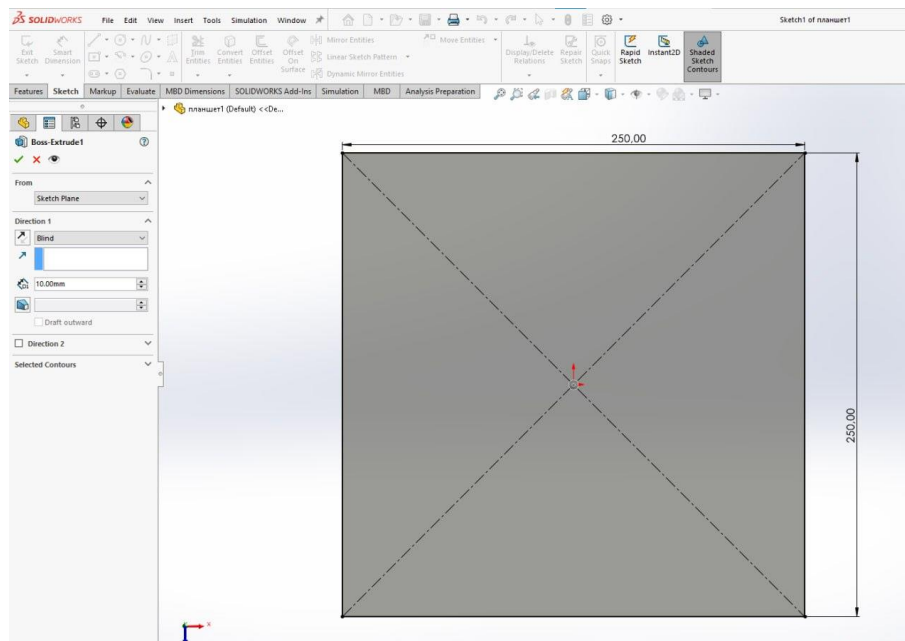 SOLIDWORKS File Edit View Insert Tools Simulation Window Sketch1 of планшет1
Exit Sketch Smart Dimension Trim Entities Convert Entities Offset Entities Offset On Surface Mirror Entities Linear Sketch Pattern Dynamic Mirror Entities Move Entities Display/Delete Relations Repair Sketch Quick Snaps Rapid Sketch Instant2D Shaded Sketch Contours
Features Sketch Markup Evaluate MBD Dimensions SOLIDWORKS Add-Ins Simulation MBD Analysis Preparation
планшет1 (Default) <<De...
Boss-Extrude1
From
Sketch Plane
Direction 1
Blind
10.00mm
Draft outward
Direction 2
Selected Contours
250,00
250,00
x